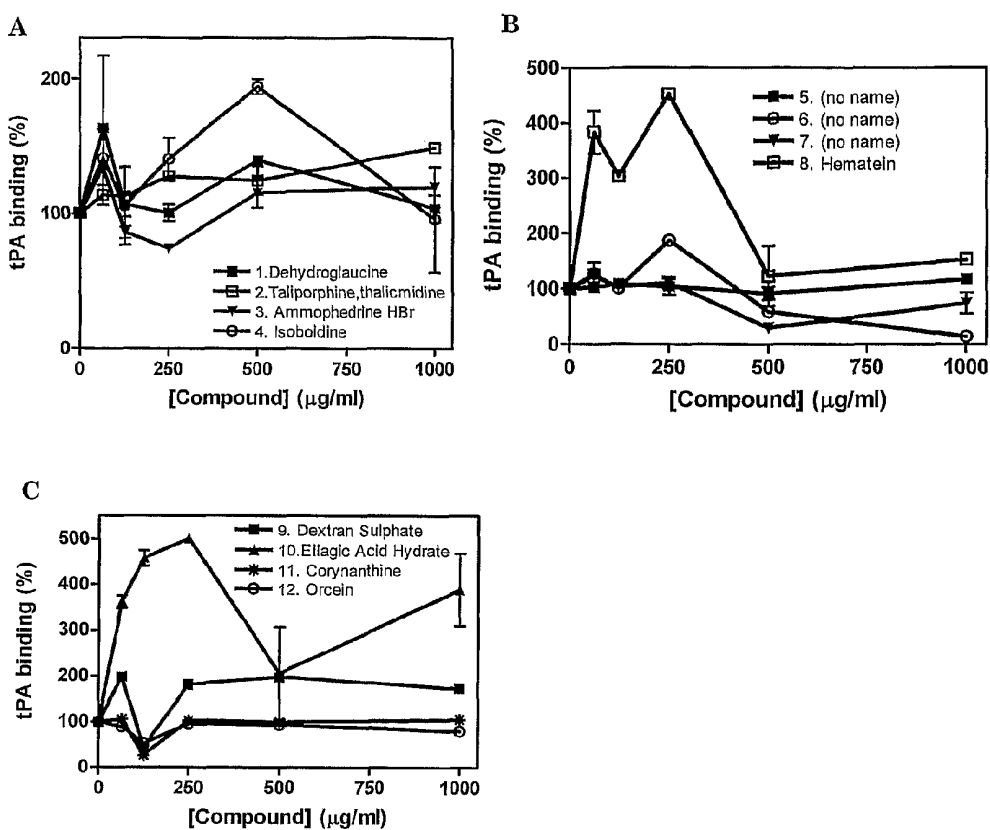 A
tPA binding (%)
200
100
0
1.Dehydroglaucine
2.Taliporphine,thalicmidine
3. Ammophedrine HBr
4. Isoboldine
0 250 500 750 1000
[Compound] (μg/ml)
B
tPA binding (%)
500
400
300
200
100
0
5. (no name)
6. (no name)
7. (no name)
8. Hematein
0 250 500 750 1000
[Compound] (μg/ml)
C
tPA binding (%)
500
400
300
200
100
0
9. Dextran Sulphate
10.Ellagic Acid Hydrate
11. Corynanthine
12. Orcein
0 250 500 750 1000
[Compound] (μg/ml)